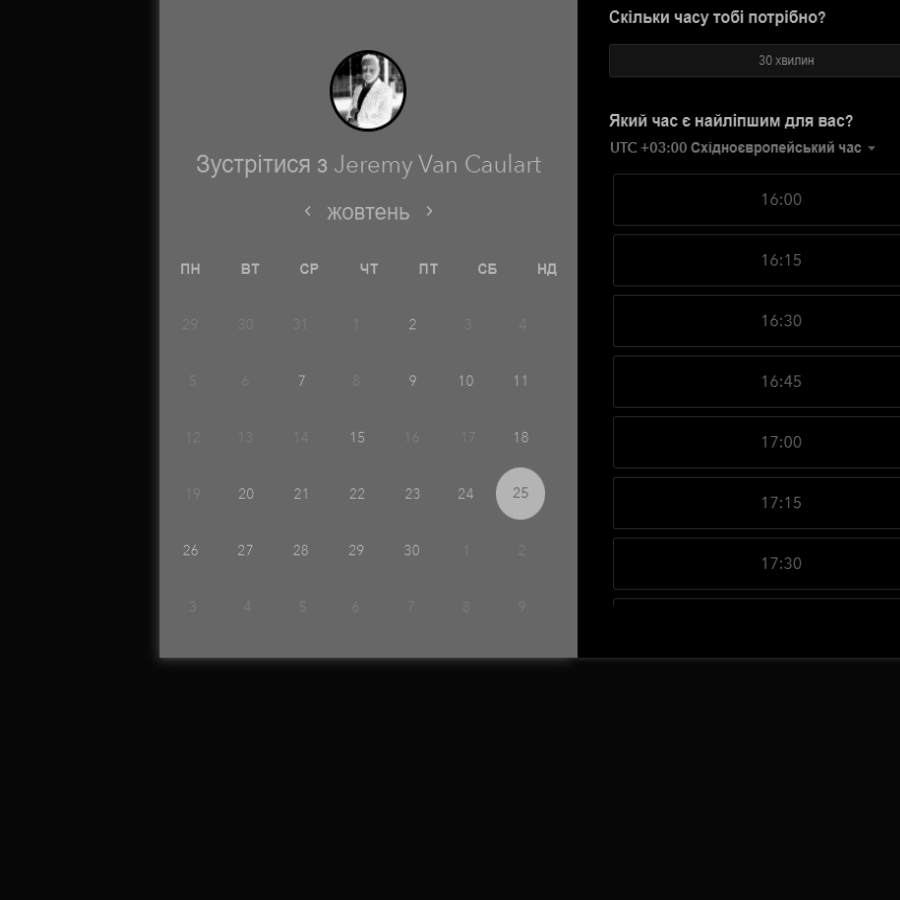 Зустрітися з Jeremy Van Caulart
жовтень
ПН ВТ СР ЧТ ПТ СБ НД
29 30 31 1 2 3 4
5 6 7 8 9 10 11
12 13 14 15 16 17 18
19 20 21 22 23 24 25
26 27 28 29 30 1 2
3 4 5 6 7 8 9
Скільки часу тобі потрібно?
30 хвилин
Який час є найліпшим для вас?
UTC +03:00 Східноєвропейський час
16:00
16:15
16:30
16:45
17:00
17:15
17:30